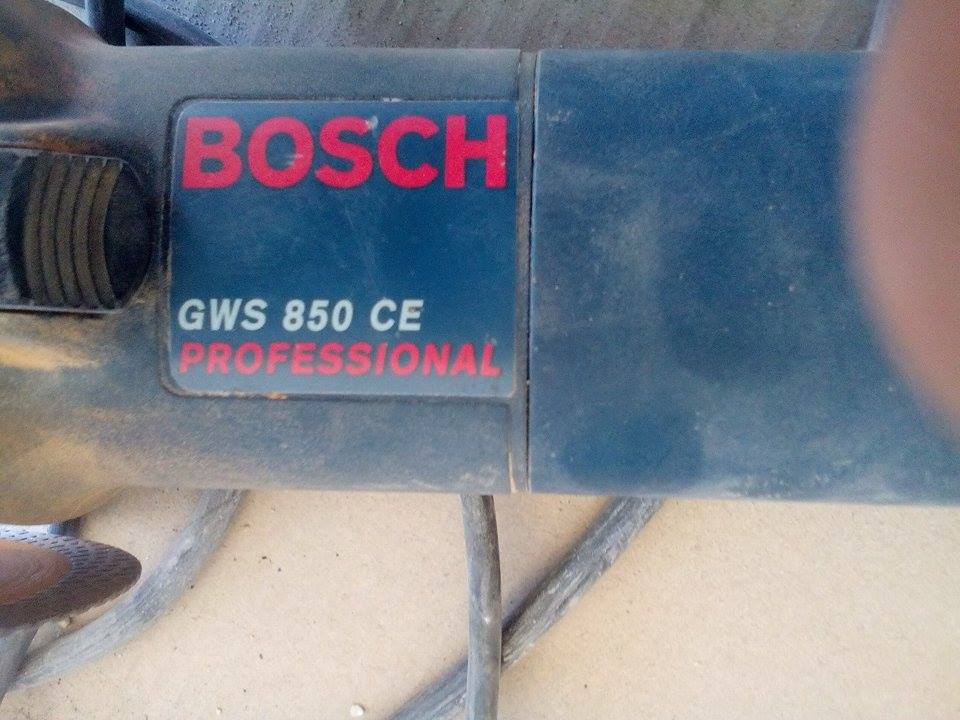 BOSCH
GWS 850 CE
PROFESSIONAL